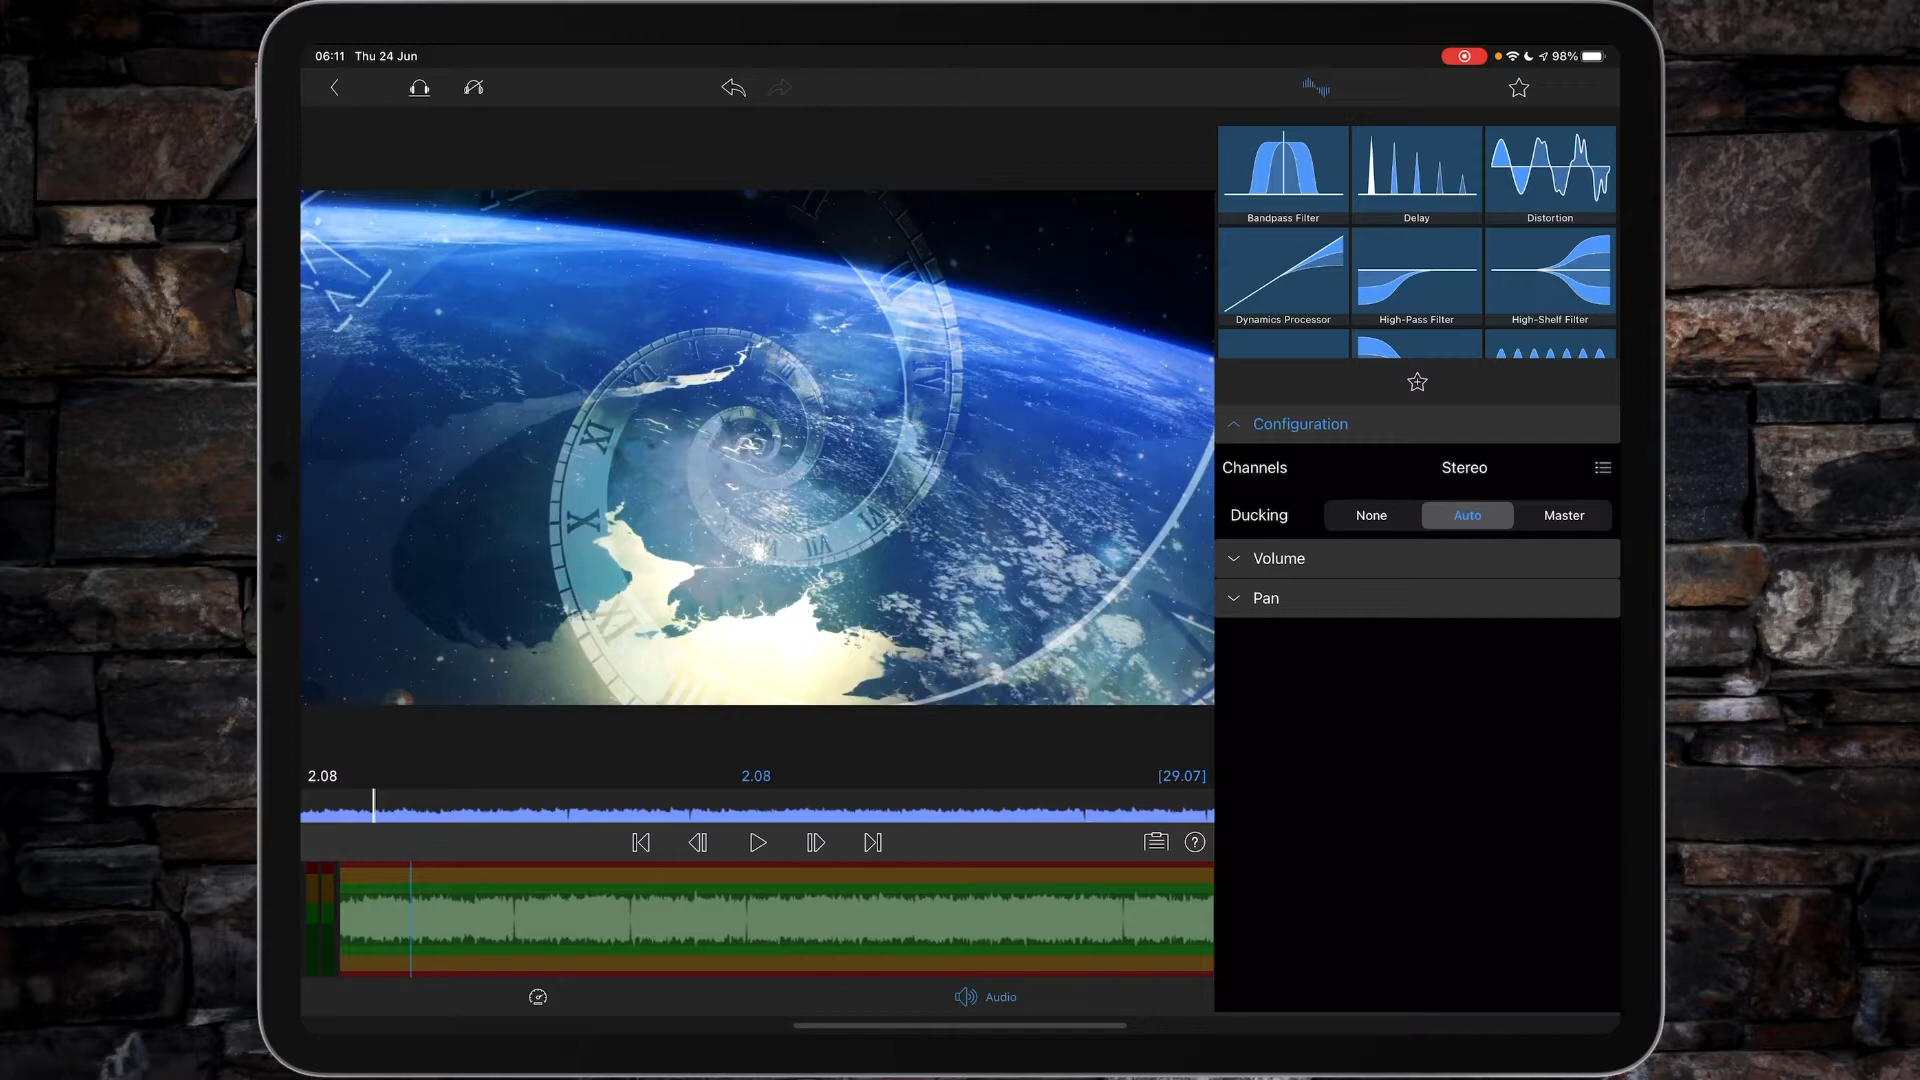 06:11 Thu 24 Jun
98%
Bandpass Filter
Delay
Distortion
Dynamics Processor
High-Pass Filter
High-Shelf Filter
Configuration
Channels
Stereo
Ducking
None
Auto
Master
Volume
Pan
2.08
2.08
[29.07]
?
Audio